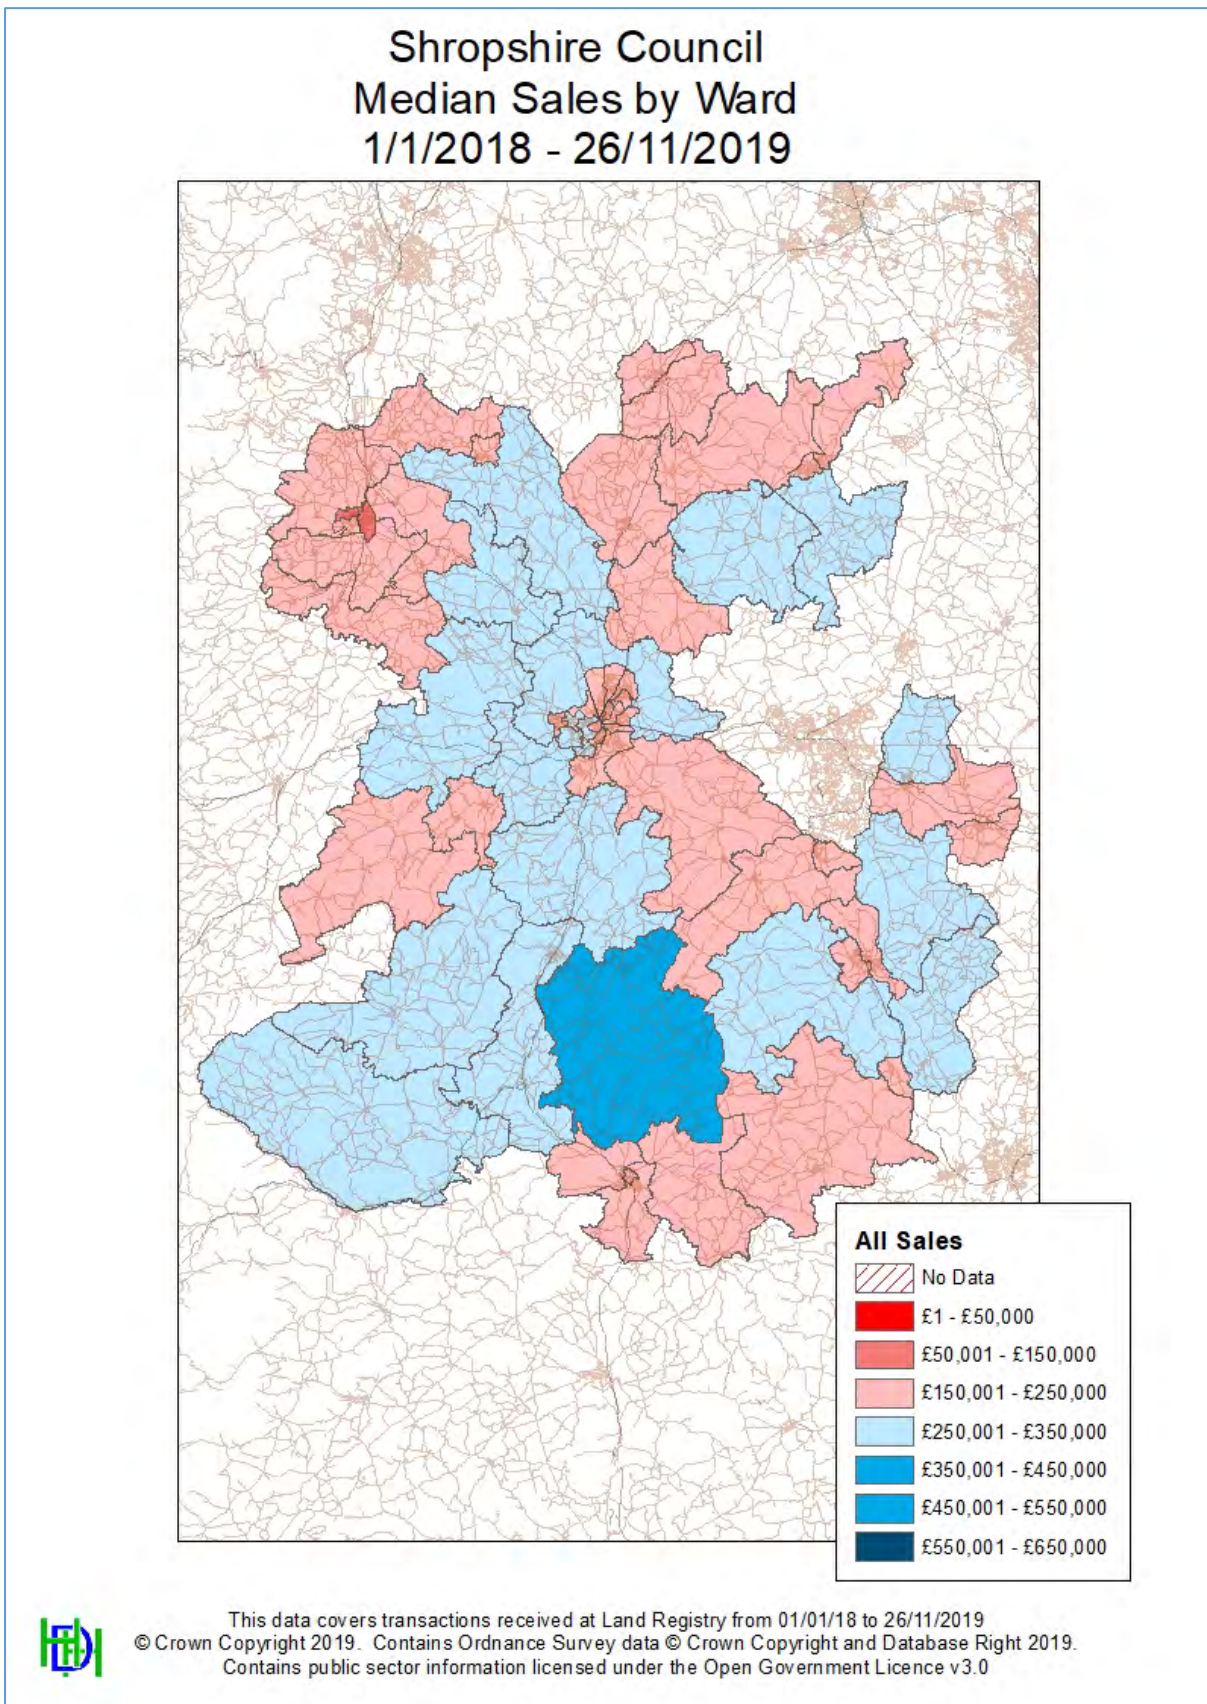 Shropshire Council
Median Sales by Ward
1/1/2018 - 26/11/2019
All Sales
No Data
£1 - £50,000
£50,001 - £150,000
£150,001 - £250,000
£250,001 - £350,000
£350,001 - £450,000
£450,001 - £550,000
£550,001 - £650,000
HDH
This data covers transactions received at Land Registry from 01/01/18 to 26/11/2019
© Crown Copyright 2019. Contains Ordnance Survey data © Crown Copyright and Database Right 2019.
Contains public sector information licensed under the Open Government Licence v3.0